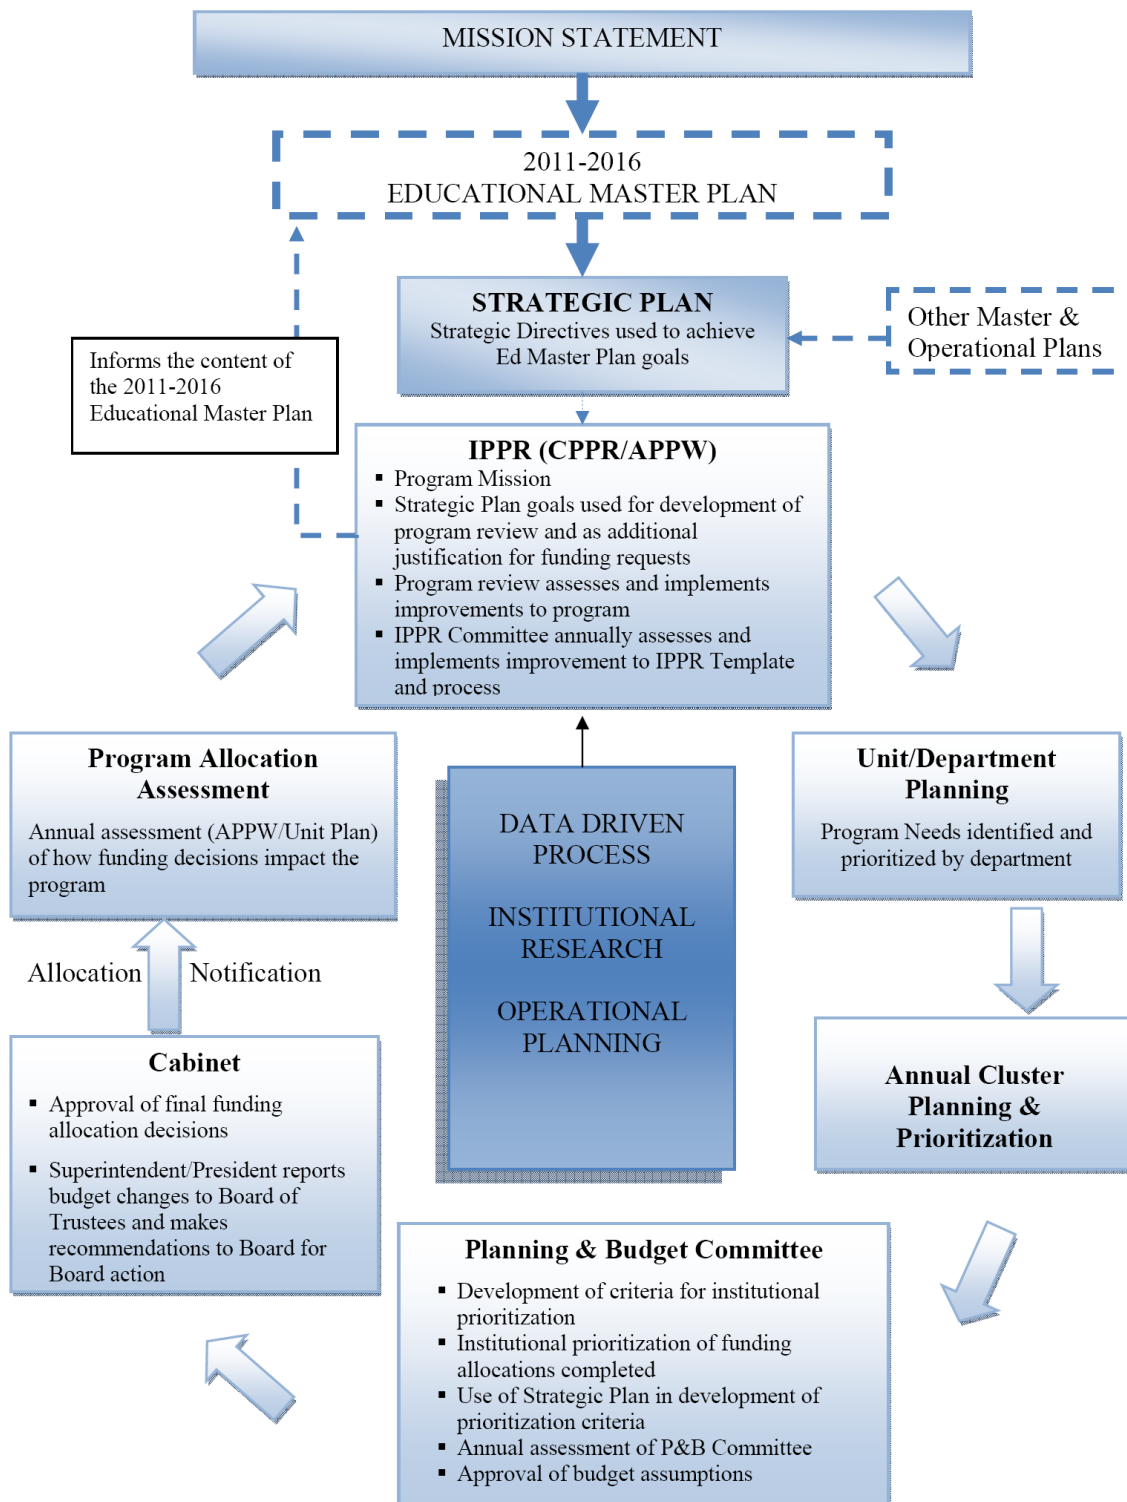 MISSION STATEMENT
2011-2016
EDUCATIONAL MASTER PLAN
STRATEGIC PLAN
Strategic Directives used to achieve
Ed Master Plan goals
Other Master &
Operational Plans
Informs the content of
the 2011-2016
Educational Master Plan
IPPR (CPPR/APPW)
▪ Program Mission
▪ Strategic Plan goals used for development of
program review and as additional
justification for funding requests
▪ Program review assesses and implements
improvements to program
▪ IPPR Committee annually assesses and
implements improvement to IPPR Template
and process
Program Allocation
Assessment
Annual assessment (APPW/Unit Plan)
of how funding decisions impact the
program
DATA DRIVEN
PROCESS
INSTITUTIONAL
RESEARCH
OPERATIONAL
PLANNING
Unit/Department
Planning
Program Needs identified and
prioritized by department
Allocation Notification
Cabinet
▪ Approval of final funding
allocation decisions
▪ Superintendent/President reports
budget changes to Board of
Trustees and makes
recommendations to Board for
Board action
Annual Cluster
Planning &
Prioritization
Planning & Budget Committee
▪ Development of criteria for institutional
prioritization
▪ Institutional prioritization of funding
allocations completed
▪ Use of Strategic Plan in development of
prioritization criteria
▪ Annual assessment of P&B Committee
▪ Approval of budget assumptions